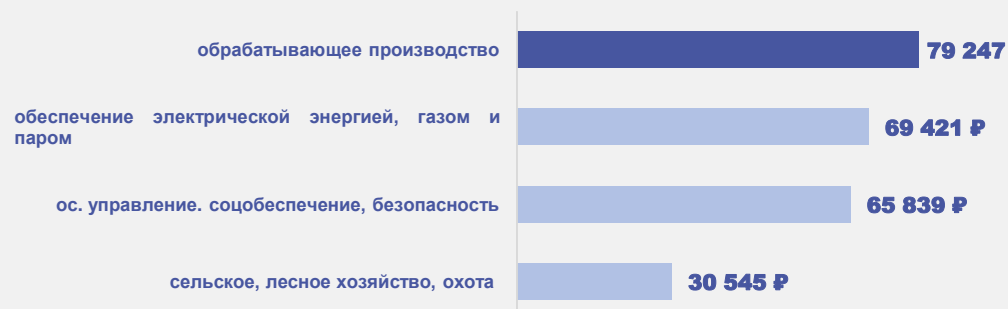 обрабатывающее производство
79 247
обеспечение электрической энергией, газом и
паром
69 421 ₽
ос. управление. соцобеспечение, безопасность
65 839 ₽
сельское, лесное хозяйство, охота
30 545 ₽